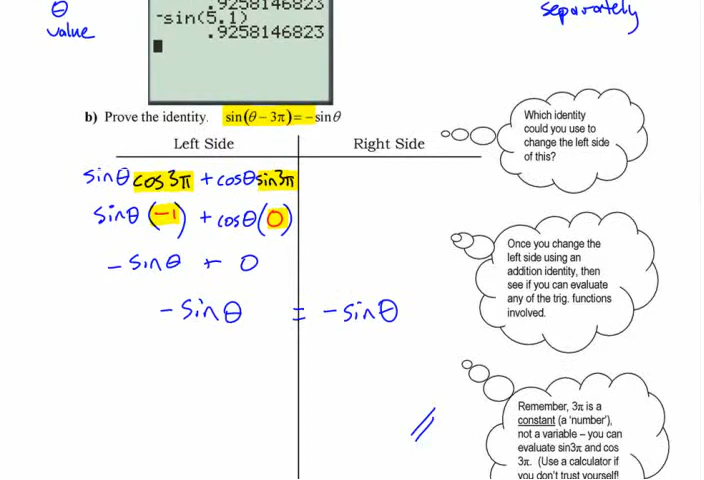 θ
value
.9258146823
-sin(5.1)
.9258146823
separately
b) Prove the identity. sin(θ − 3π) = −sinθ
Left Side
Right Side
sinθ cos3π + cosθ sin3π
sinθ (−1) + cosθ (0)
− sinθ + 0
− sinθ = − sinθ
Which identity
could you use to
change the left side
of this?
Once you change the
left side using an
addition identity, then
see if you can evaluate
any of the trig. functions
involved.
Remember, 3π is a
constant (a 'number'),
not a variable – you can
evaluate sin3π and cos
3π. (Use a calculator if
you don't trust yourself!